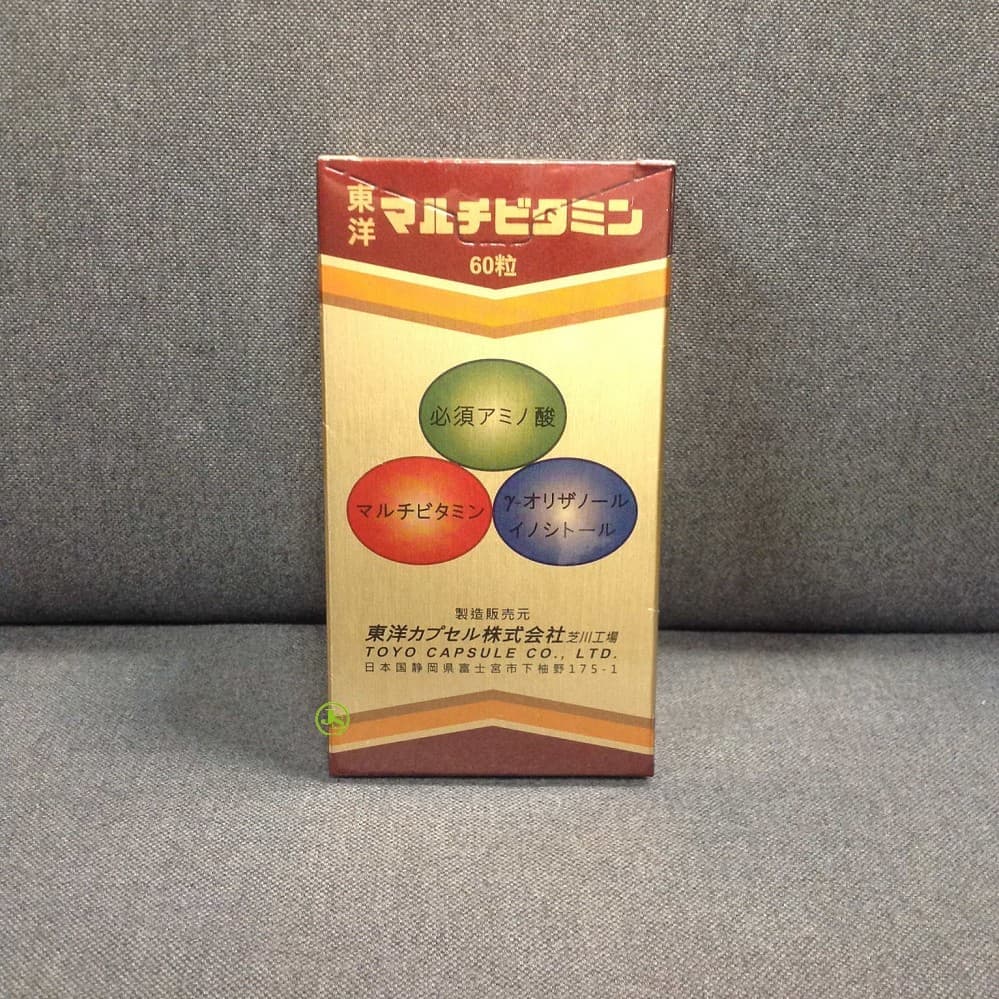 東洋 マルチビタミン
60粒
必須アミノ酸
マルチビタミン
γ-オリザノール
イノシトール
製造販売元
東洋カプセル株式会社芝川工場
TOYO CAPSULE CO., LTD.
日本国静岡県富士宮市下柚野175-1
JS